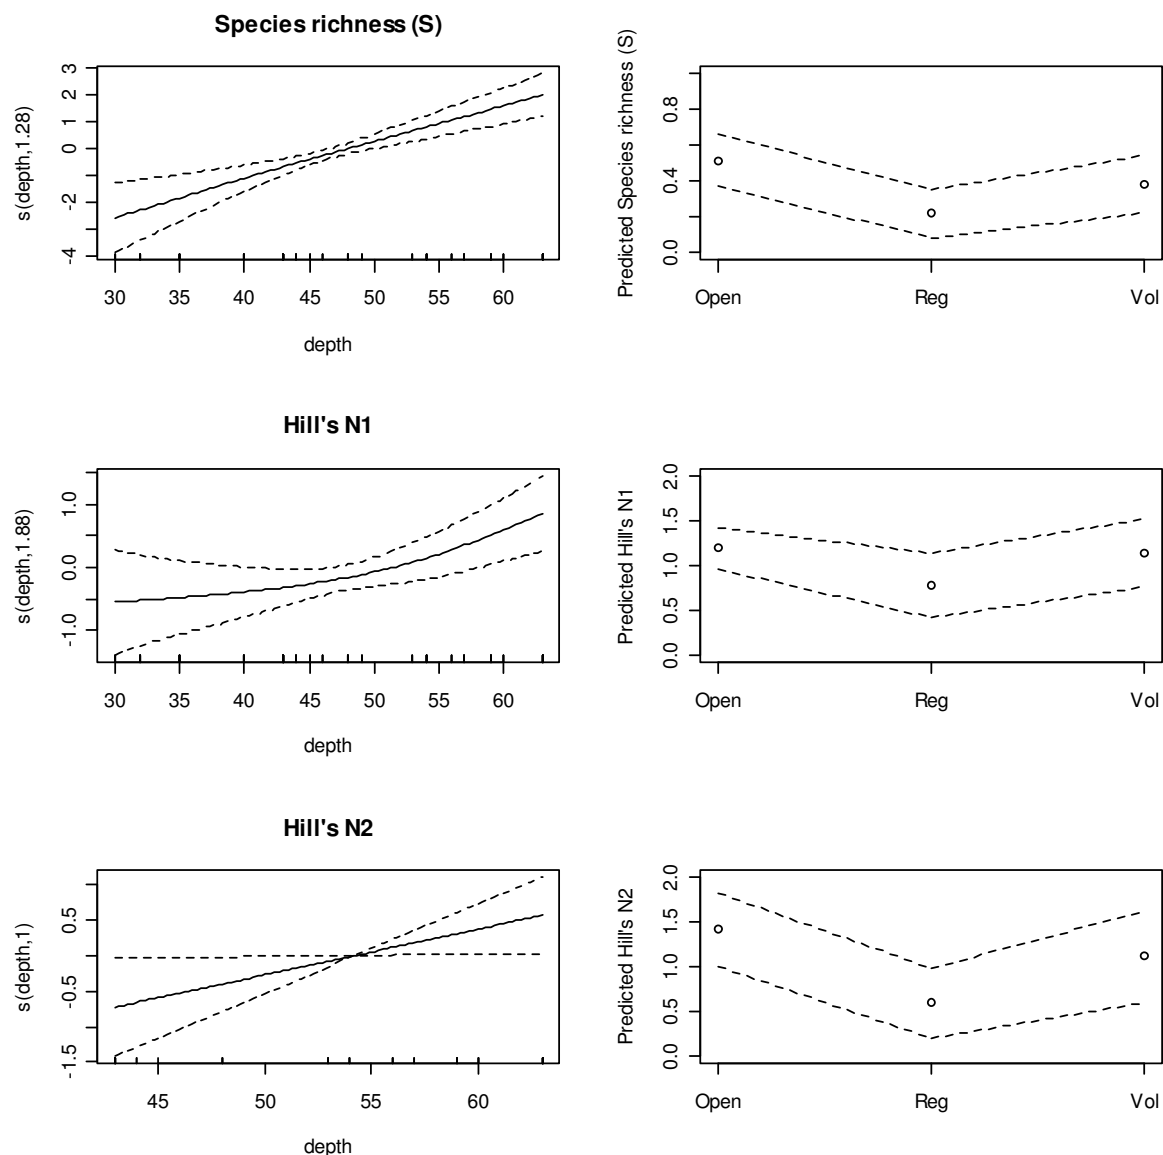 Species richness (S)
s(depth,1.28)
3
2
1
0
-2
-4
30 35 40 45 50 55 60
depth
Predicted Species richness (S)
0.8
0.4
0.0
Open Reg Vol
Hill's N1
s(depth,1.88)
1.0
0.0
-1.0
30 35 40 45 50 55 60
depth
Predicted Hill's N1
2.0
1.5
1.0
0.5
0.0
Open Reg Vol
Hill's N2
s(depth,1)
0.5
-0.5
-1.5
45 50 55 60
depth
Predicted Hill's N2
2.0
1.5
1.0
0.5
0.0
Open Reg Vol